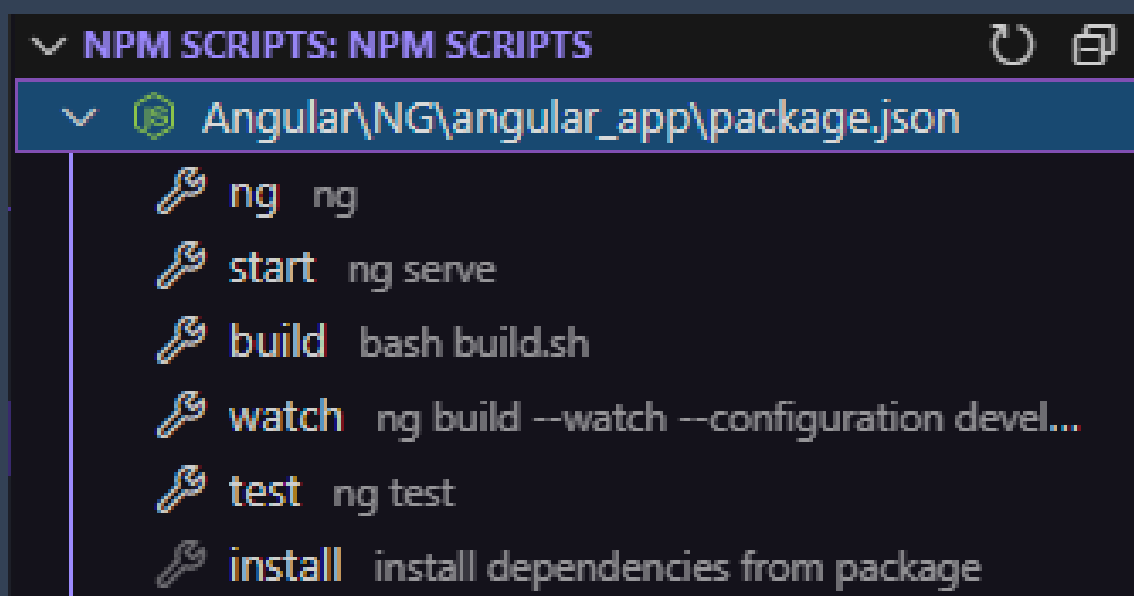 NPM SCRIPTS: NPM SCRIPTS
JS Angular\NG\angular_app\package.json
ng ng
start ng serve
build bash build.sh
watch ng build --watch --configuration devel...
test ng test
install install dependencies from package